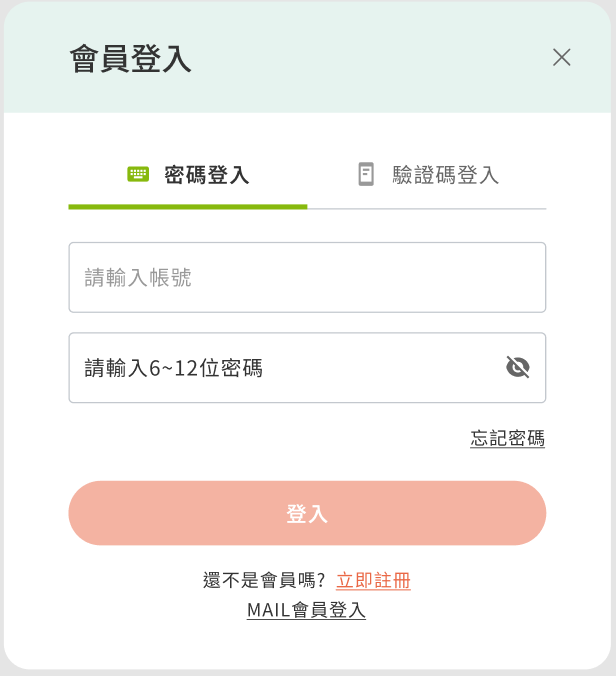 會員登入
密碼登入
驗證碼登入
請輸入帳號
請輸入6~12位密碼
忘記密碼
登入
還不是會員嗎? 立即註冊
MAIL會員登入